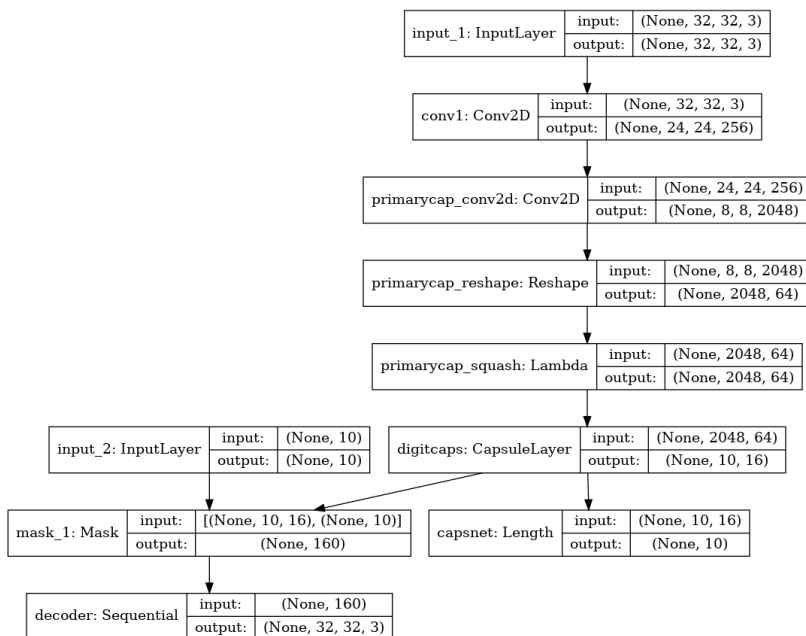 input_1: InputLayer
input: (None, 32, 32, 3)
output: (None, 32, 32, 3)
conv1: Conv2D
input: (None, 32, 32, 3)
output: (None, 24, 24, 256)
primarycap_conv2d: Conv2D
input: (None, 24, 24, 256)
output: (None, 8, 8, 2048)
primarycap_reshape: Reshape
input: (None, 8, 8, 2048)
output: (None, 2048, 64)
primarycap_squash: Lambda
input: (None, 2048, 64)
output: (None, 2048, 64)
input_2: InputLayer
input: (None, 10)
output: (None, 10)
digitcaps: CapsuleLayer
input: (None, 2048, 64)
output: (None, 10, 16)
mask_1: Mask
input: [(None, 10, 16), (None, 10)]
output: (None, 160)
capsnet: Length
input: (None, 10, 16)
output: (None, 10)
decoder: Sequential
input: (None, 160)
output: (None, 32, 32, 3)